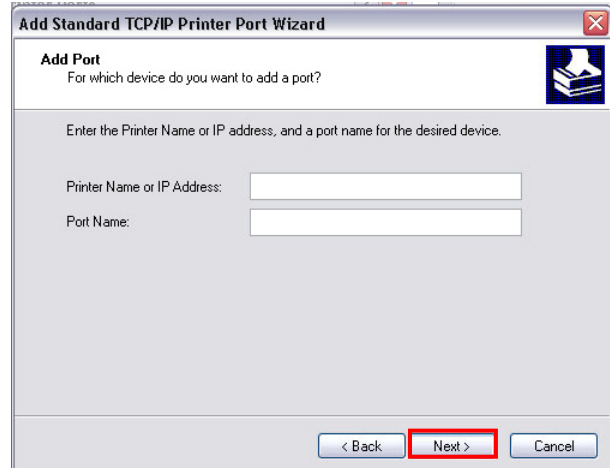 Add Standard TCP/IP Printer Port Wizard
Add Port
For which device do you want to add a port?
Enter the Printer Name or IP address, and a port name for the desired device.
Printer Name or IP Address:
Port Name:
< Back Next > Cancel